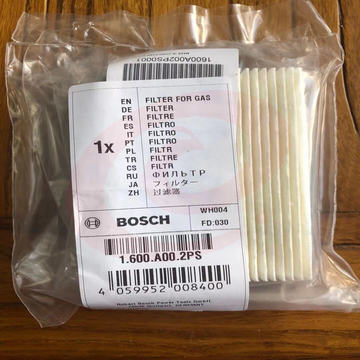 1600A002PS0001
1x
EN FILTER FOR GAS
DE FILTER
FR FILTRE
ES FILTRO
IT FILTRO
PT FILTRO
PL FILTR
TR FILTRE
CS FILTR
RU ФИЛЬТР
JA フィルター
ZH 过滤器
BOSCH
WH004
FD:030
1.600.A00.2PS
4 059952 008400
Robert Bosch Power Tools GmbH